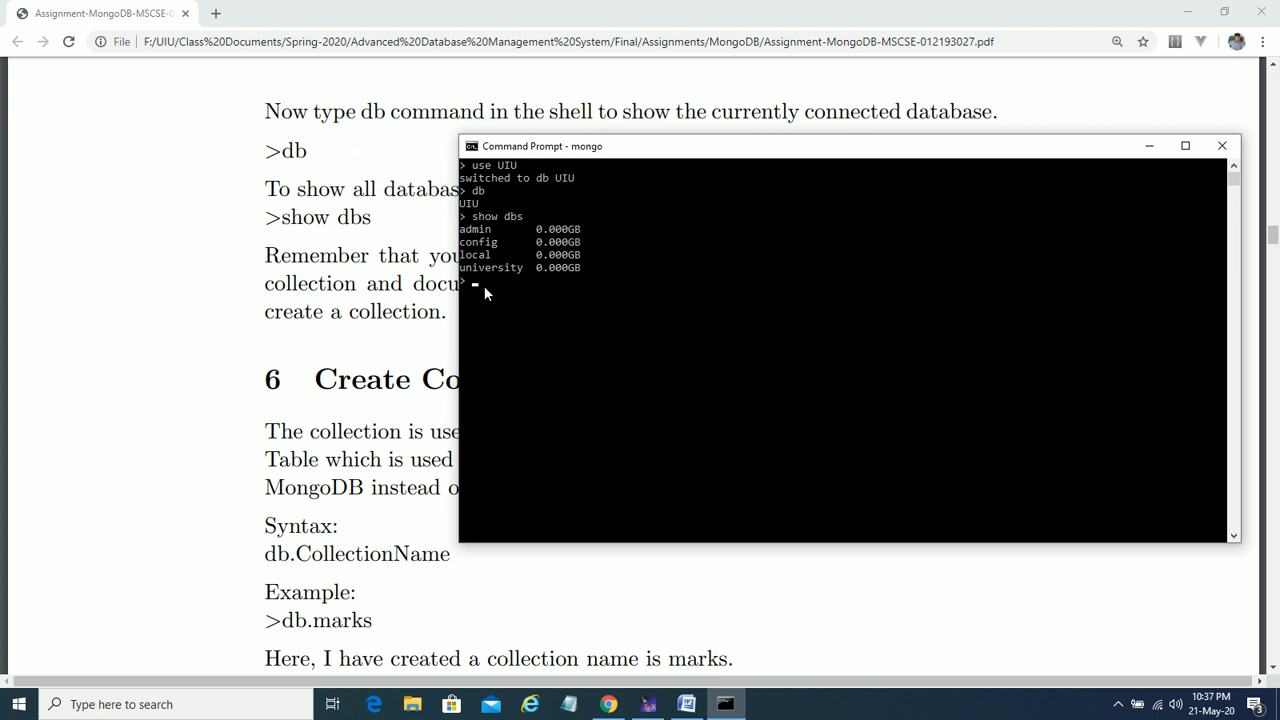 Assignment-MongoDB-MSCSE-0
File F:/UIU/Class%20Documents/Spring-2020/Advanced%20Database%20Management%20System/Final/Assignments/MongoDB/Assignment-MongoDB-MSCSE-012193027.pdf
Now type db command in the shell to show the currently connected database.
>db
To show all databas
>show dbs
Remember that you
collection and docu
create a collection.
6 Create Co
The collection is use
Table which is used
MongoDB instead o
Syntax:
db.CollectionName
Example:
>db.marks
Here, I have created a collection name is marks.
Command Prompt - mongo
> use UIU
switched to db UIU
> db
UIU
> show dbs
admin 0.000GB
config 0.000GB
local 0.000GB
university 0.000GB
>
Type here to search
10:37 PM
21-May-20
3